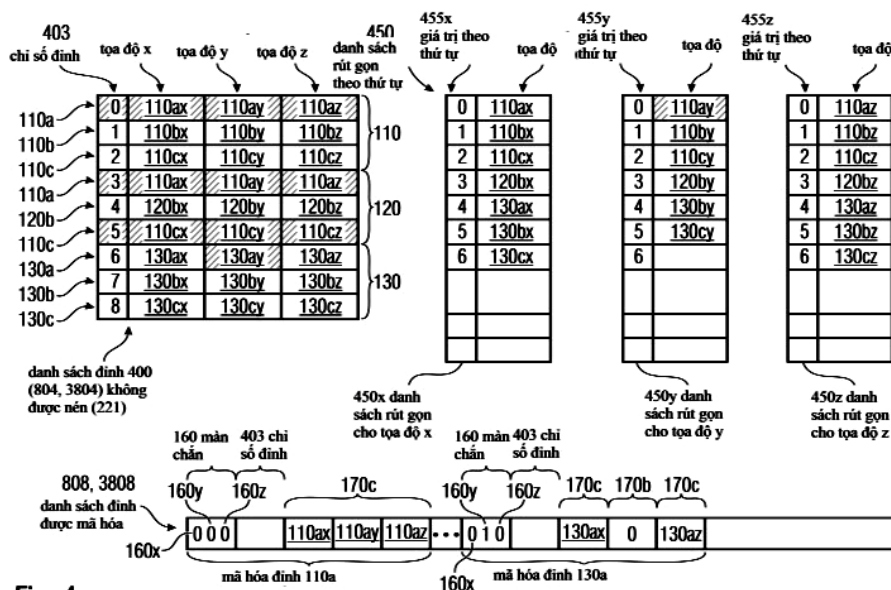 403
chỉ số đỉnh
tọa độ x
tọa độ y
tọa độ z
450
danh sách
rút gọn
theo thứ tự
455x
giá trị theo
thứ tự
tọa độ
455y
giá trị theo
thứ tự
tọa độ
455z
giá trị theo
thứ tự
tọa độ
110a 0 110ax 110ay 110az
110b 1 110bx 110by 110bz
110c 2 110cx 110cy 110cz
110
110a 3 110ax 110ay 110az
120b 4 120bx 120by 120bz
110c 5 110cx 110cy 110cz
120
130a 6 130ax 130ay 130az
130b 7 130bx 130by 130bz
130c 8 130cx 130cy 130cz
130
0 110ax
1 110bx
2 110cx
3 120bx
4 130ax
5 130bx
6 130cx
0 110ay
1 110by
2 110cy
3 120by
4 130by
5 130cy
6
0 110az
1 110bz
2 110cz
3 120bz
4 130az
5 130bz
6 130cz
danh sách đỉnh 400
(804, 3804) không
được nén (221)
450x danh
sách rút gọn
cho tọa độ x
450y danh
sách rút gọn
cho tọa độ y
450z danh
sách rút gọn
cho tọa độ z
808, 3808
danh sách đỉnh
được mã hóa
160 màn
chắn
403 chỉ
số đỉnh
160y
160z
170c
160 màn
chắn
403 chỉ
số đỉnh
160y
160z
170c
170b
170c
0 0 0 110ax 110ay 110az ••• 0 1 0 130ax 0 130az
160x
mã hóa đỉnh 110a
160x
mã hóa đỉnh 130a